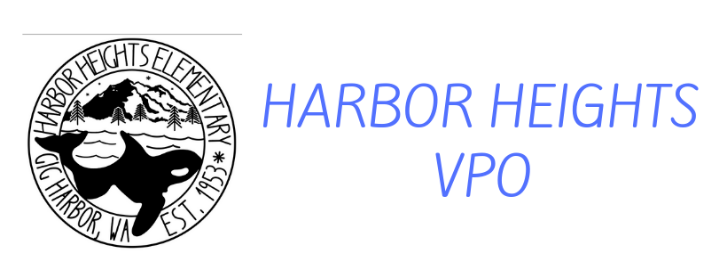 HARBOR HEIGHTS ELEMENTARY
GIG HARBOR, WA EST. 1953
HARBOR HEIGHTS
VPO